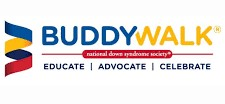 BUDDYWALK®
national down syndrome society®
EDUCATE | ADVOCATE | CELEBRATE